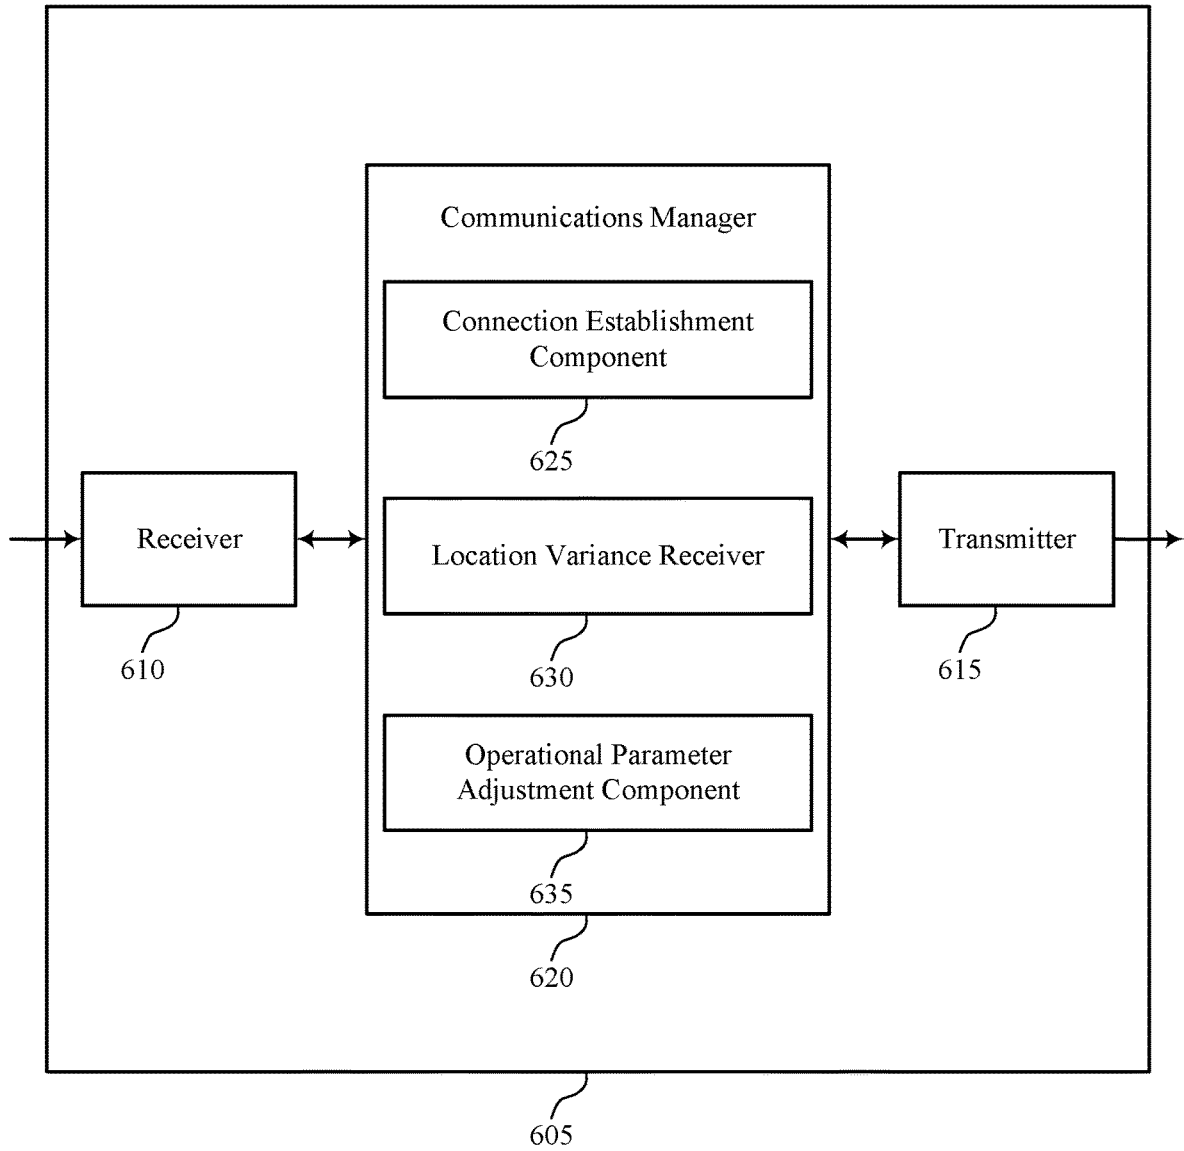 Communications Manager
Connection Establishment
Component
625
Receiver
610
Location Variance Receiver
630
Transmitter
615
Operational Parameter
Adjustment Component
635
620
605